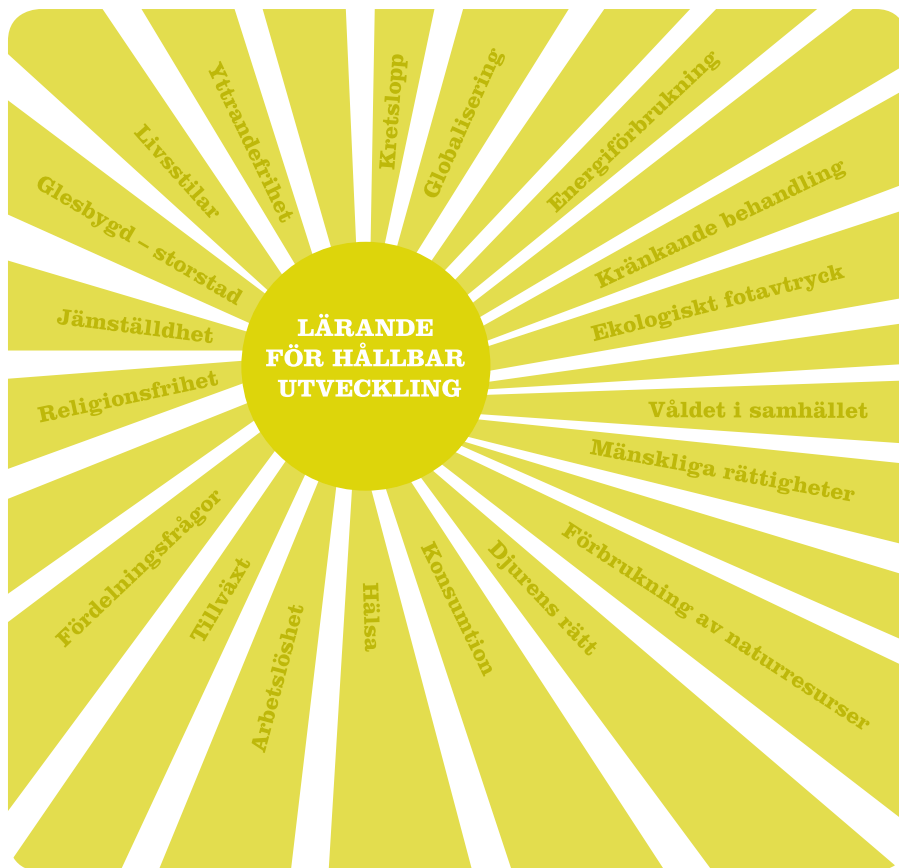 LÄRANDE
FÖR HÅLLBAR
UTVECKLING
Kretslopp
Globalisering
Energiförbrukning
Kränkande behandling
Ekologiskt fotavtryck
Våldet i samhället
Mänskliga rättigheter
Förbrukning av naturresurser
Djurens rätt
Konsumtion
Hälsa
Arbetslöshet
Tillväxt
Fördelningsfrågor
Religionsfrihet
Jämställdhet
Glesbygd – storstad
Livsstilar
Yttrandefrihet